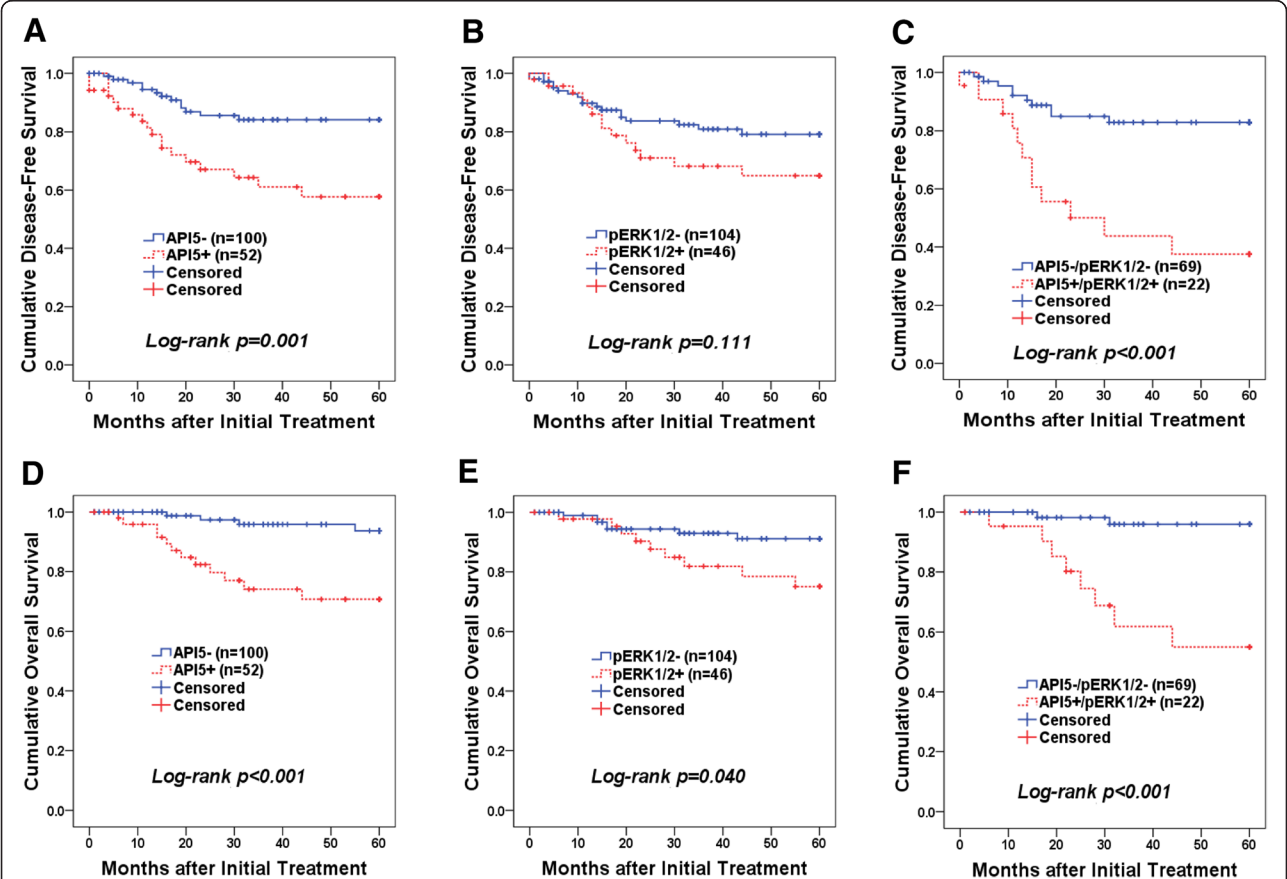 A
Cumulative Disease-Free Survival
1.0
0.8
0.6
0.4
0.2
0.0
API5- (n=100)
API5+ (n=52)
Censored
Censored
Log-rank p=0.001
0 10 20 30 40 50 60
Months after Initial Treatment
B
Cumulative Disease-Free Survival
1.0
0.8
0.6
0.4
0.2
0.0
pERK1/2- (n=104)
pERK1/2+ (n=46)
Censored
Censored
Log-rank p=0.111
0 10 20 30 40 50 60
Months after Initial Treatment
C
Cumulative Disease-Free Survival
1.0
0.8
0.6
0.4
0.2
0.0
API5-/pERK1/2- (n=69)
API5+/pERK1/2+ (n=22)
Censored
Censored
Log-rank p<0.001
0 10 20 30 40 50 60
Months after Initial Treatment
D
Cumulative Overall Survival
1.0
0.8
0.6
0.4
0.2
0.0
API5- (n=100)
API5+ (n=52)
Censored
Censored
Log-rank p<0.001
0 10 20 30 40 50 60
Months after Initial Treatment
E
Cumulative Overall Survival
1.0
0.8
0.6
0.4
0.2
0.0
pERK1/2- (n=104)
pERK1/2+ (n=46)
Censored
Censored
Log-rank p=0.040
0 10 20 30 40 50 60
Months after Initial Treatment
F
Cumulative Overall Survival
1.0
0.8
0.6
0.4
0.2
0.0
API5-/pERK1/2- (n=69)
API5+/pERK1/2+ (n=22)
Censored
Censored
Log-rank p<0.001
0 10 20 30 40 50 60
Months after Initial Treatment